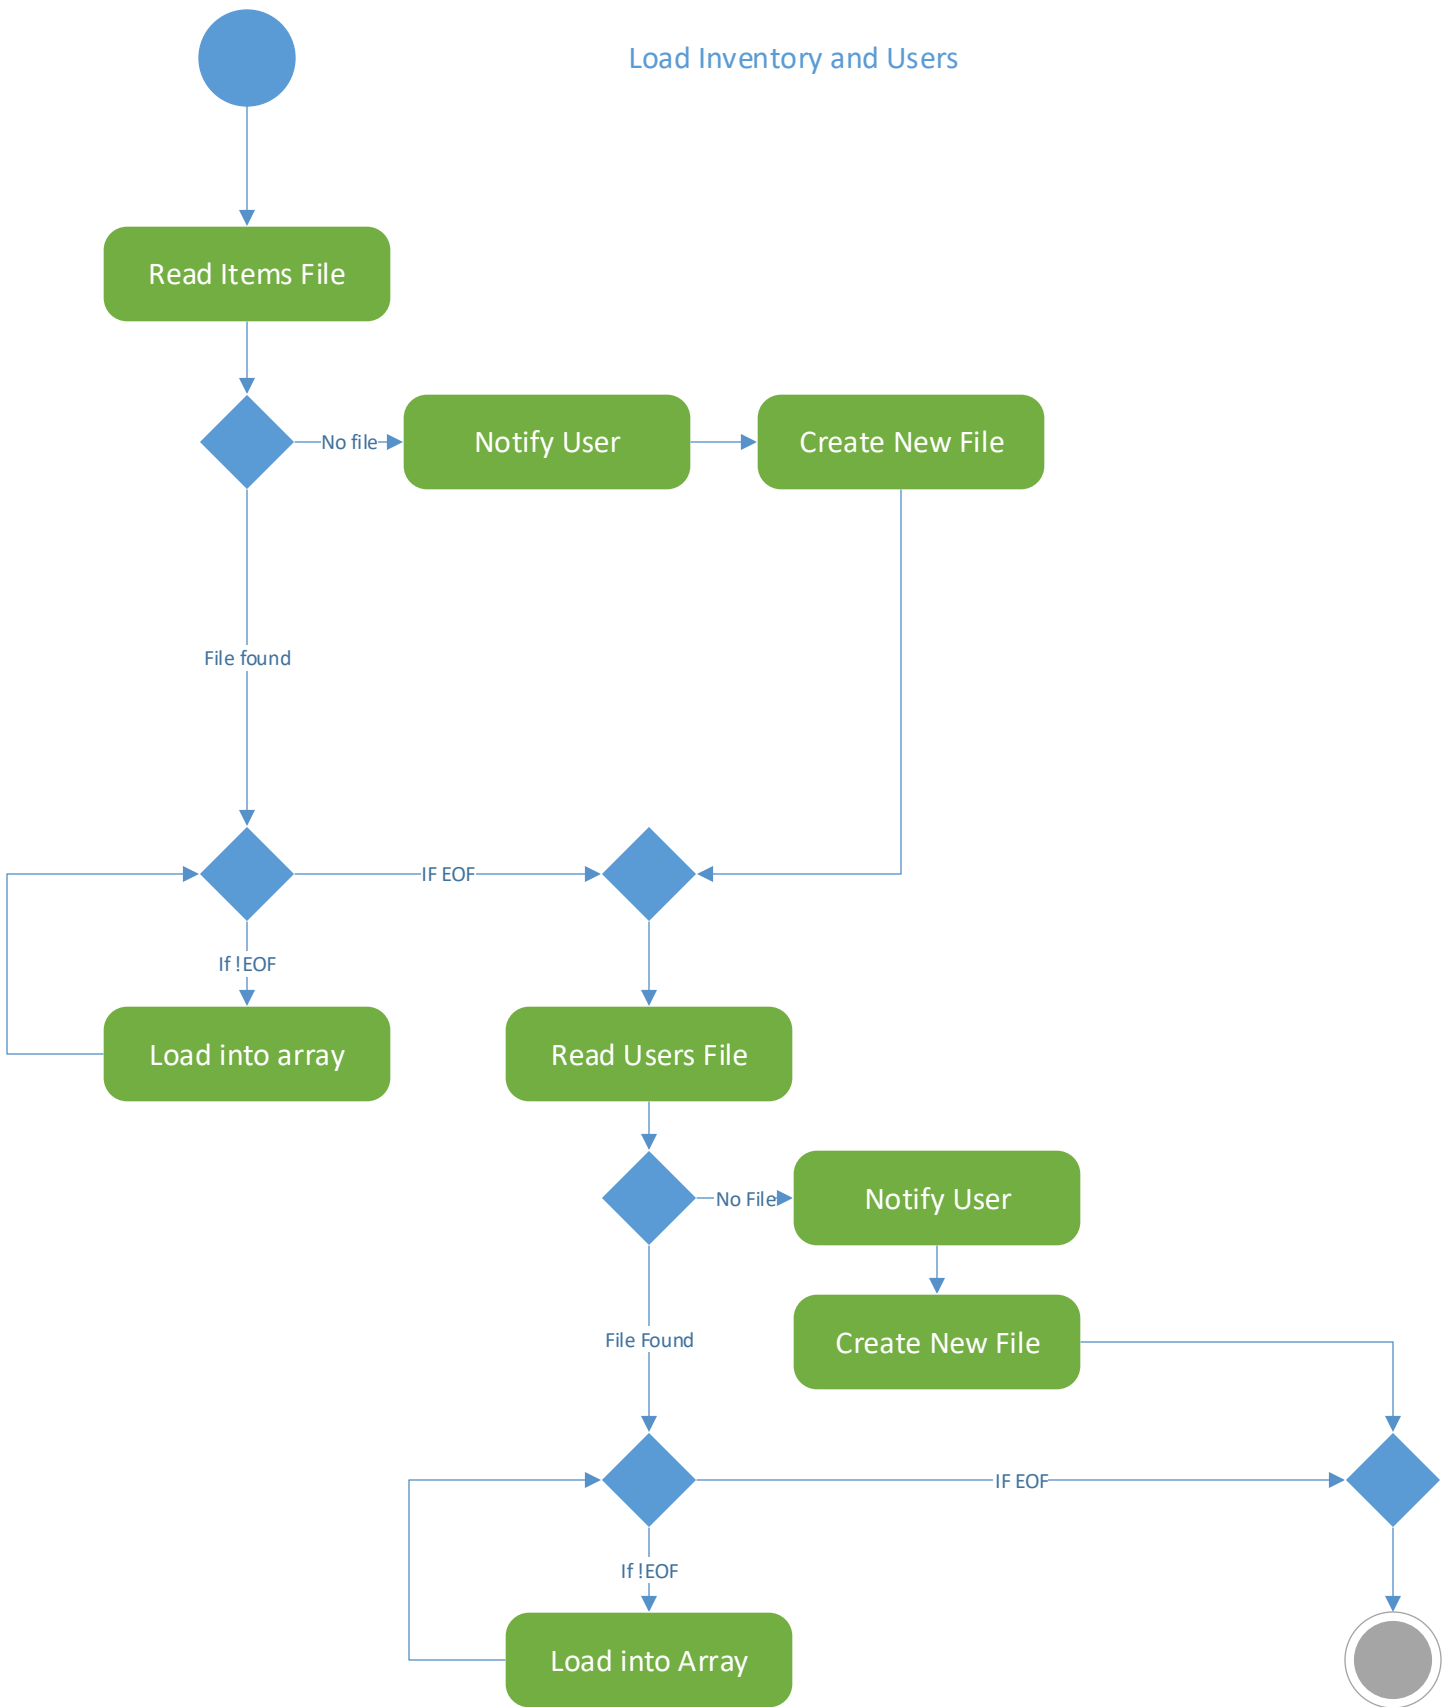 Load Inventory and Users
Read Items File
No file
Notify User
Create New File
File found
IF EOF
If !EOF
Load into array
Read Users File
No File
Notify User
File Found
Create New File
IF EOF
If !EOF
Load into Array